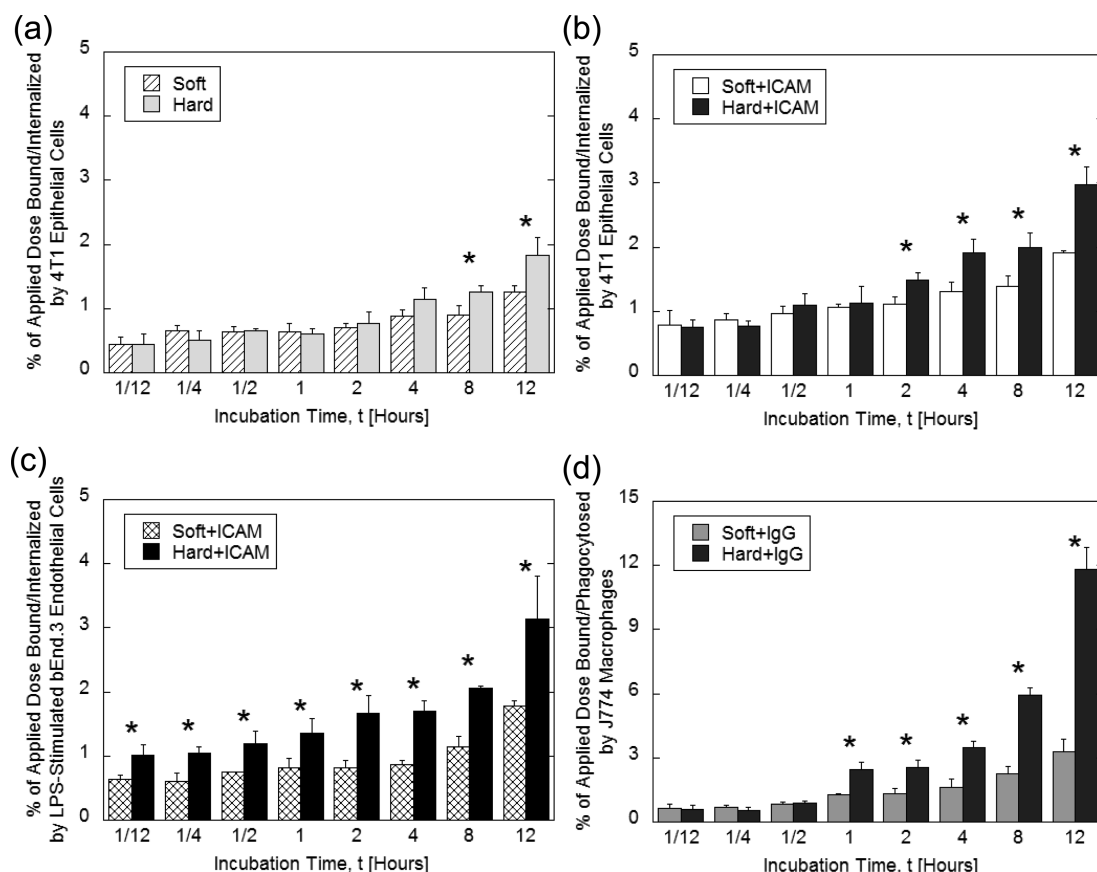 (a)
% of Applied Dose Bound/Internalized
by 4T1 Epithelial Cells
5
4
3
2
1
0
Soft
Hard
*
*
1/12 1/4 1/2 1 2 4 8 12
Incubation Time, t [Hours]
(b)
% of Applied Dose Bound/Internalized
by 4T1 Epithelial Cells
5
4
3
2
1
0
Soft+ICAM
Hard+ICAM
*
*
*
*
1/12 1/4 1/2 1 2 4 8 12
Incubation Time, t [Hours]
(c)
% of Applied Dose Bound/Internalized
by LPS-Stimulated bEnd.3 Endothelial Cells
5
4
3
2
1
0
Soft+ICAM
Hard+ICAM
*
*
*
*
*
*
*
*
1/12 1/4 1/2 1 2 4 8 12
Incubation Time, t [Hours]
(d)
% of Applied Dose Bound/Phagocytosed
by J774 Macrophages
15
12
9
6
3
0
Soft+IgG
Hard+IgG
*
*
*
*
*
1/12 1/4 1/2 1 2 4 8 12
Incubation Time, t [Hours]